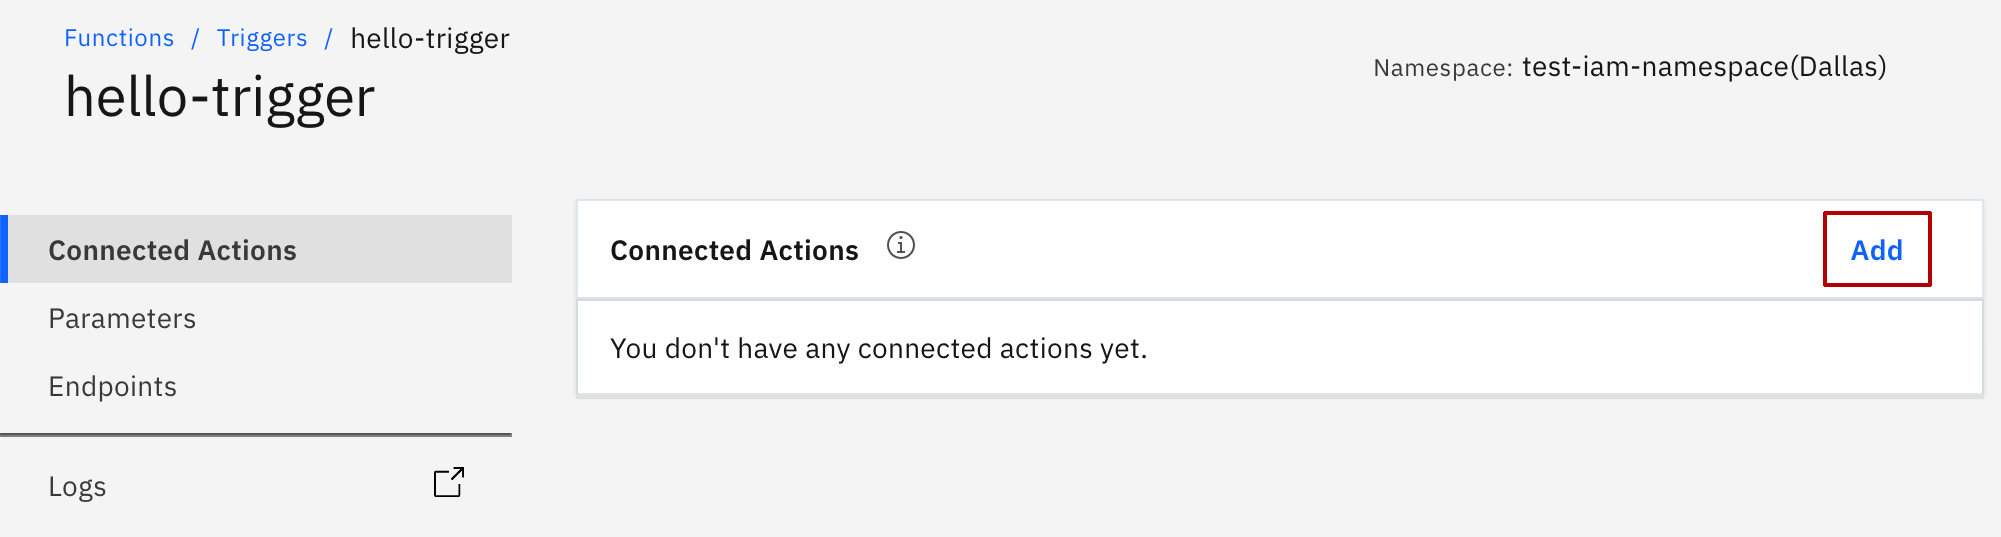 Functions / Triggers / hello-trigger
hello-trigger
Namespace: test-iam-namespace(Dallas)
Connected Actions
Parameters
Endpoints
Logs
Connected Actions
Add
You don't have any connected actions yet.